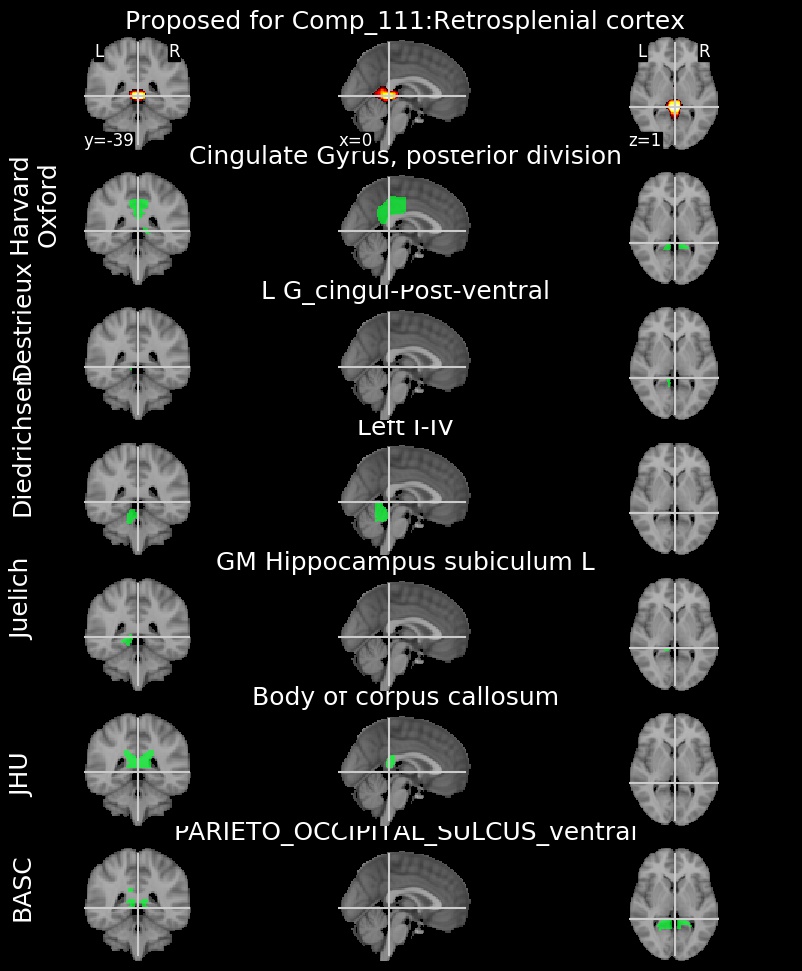 Proposed for Comp_111:Retrosplenial cortex
L R L R
y=-39 x=0 z=1
Cingulate Gyrus, posterior division
Harvard
Oxford
L G_cingul-Post-ventral
Destrieux
Left I-IV
Diedrichsen
GM Hippocampus subiculum L
Juelich
Body of corpus callosum
JHU
PARIETO_OCCIPITAL_SULCUS_ventral
BASC